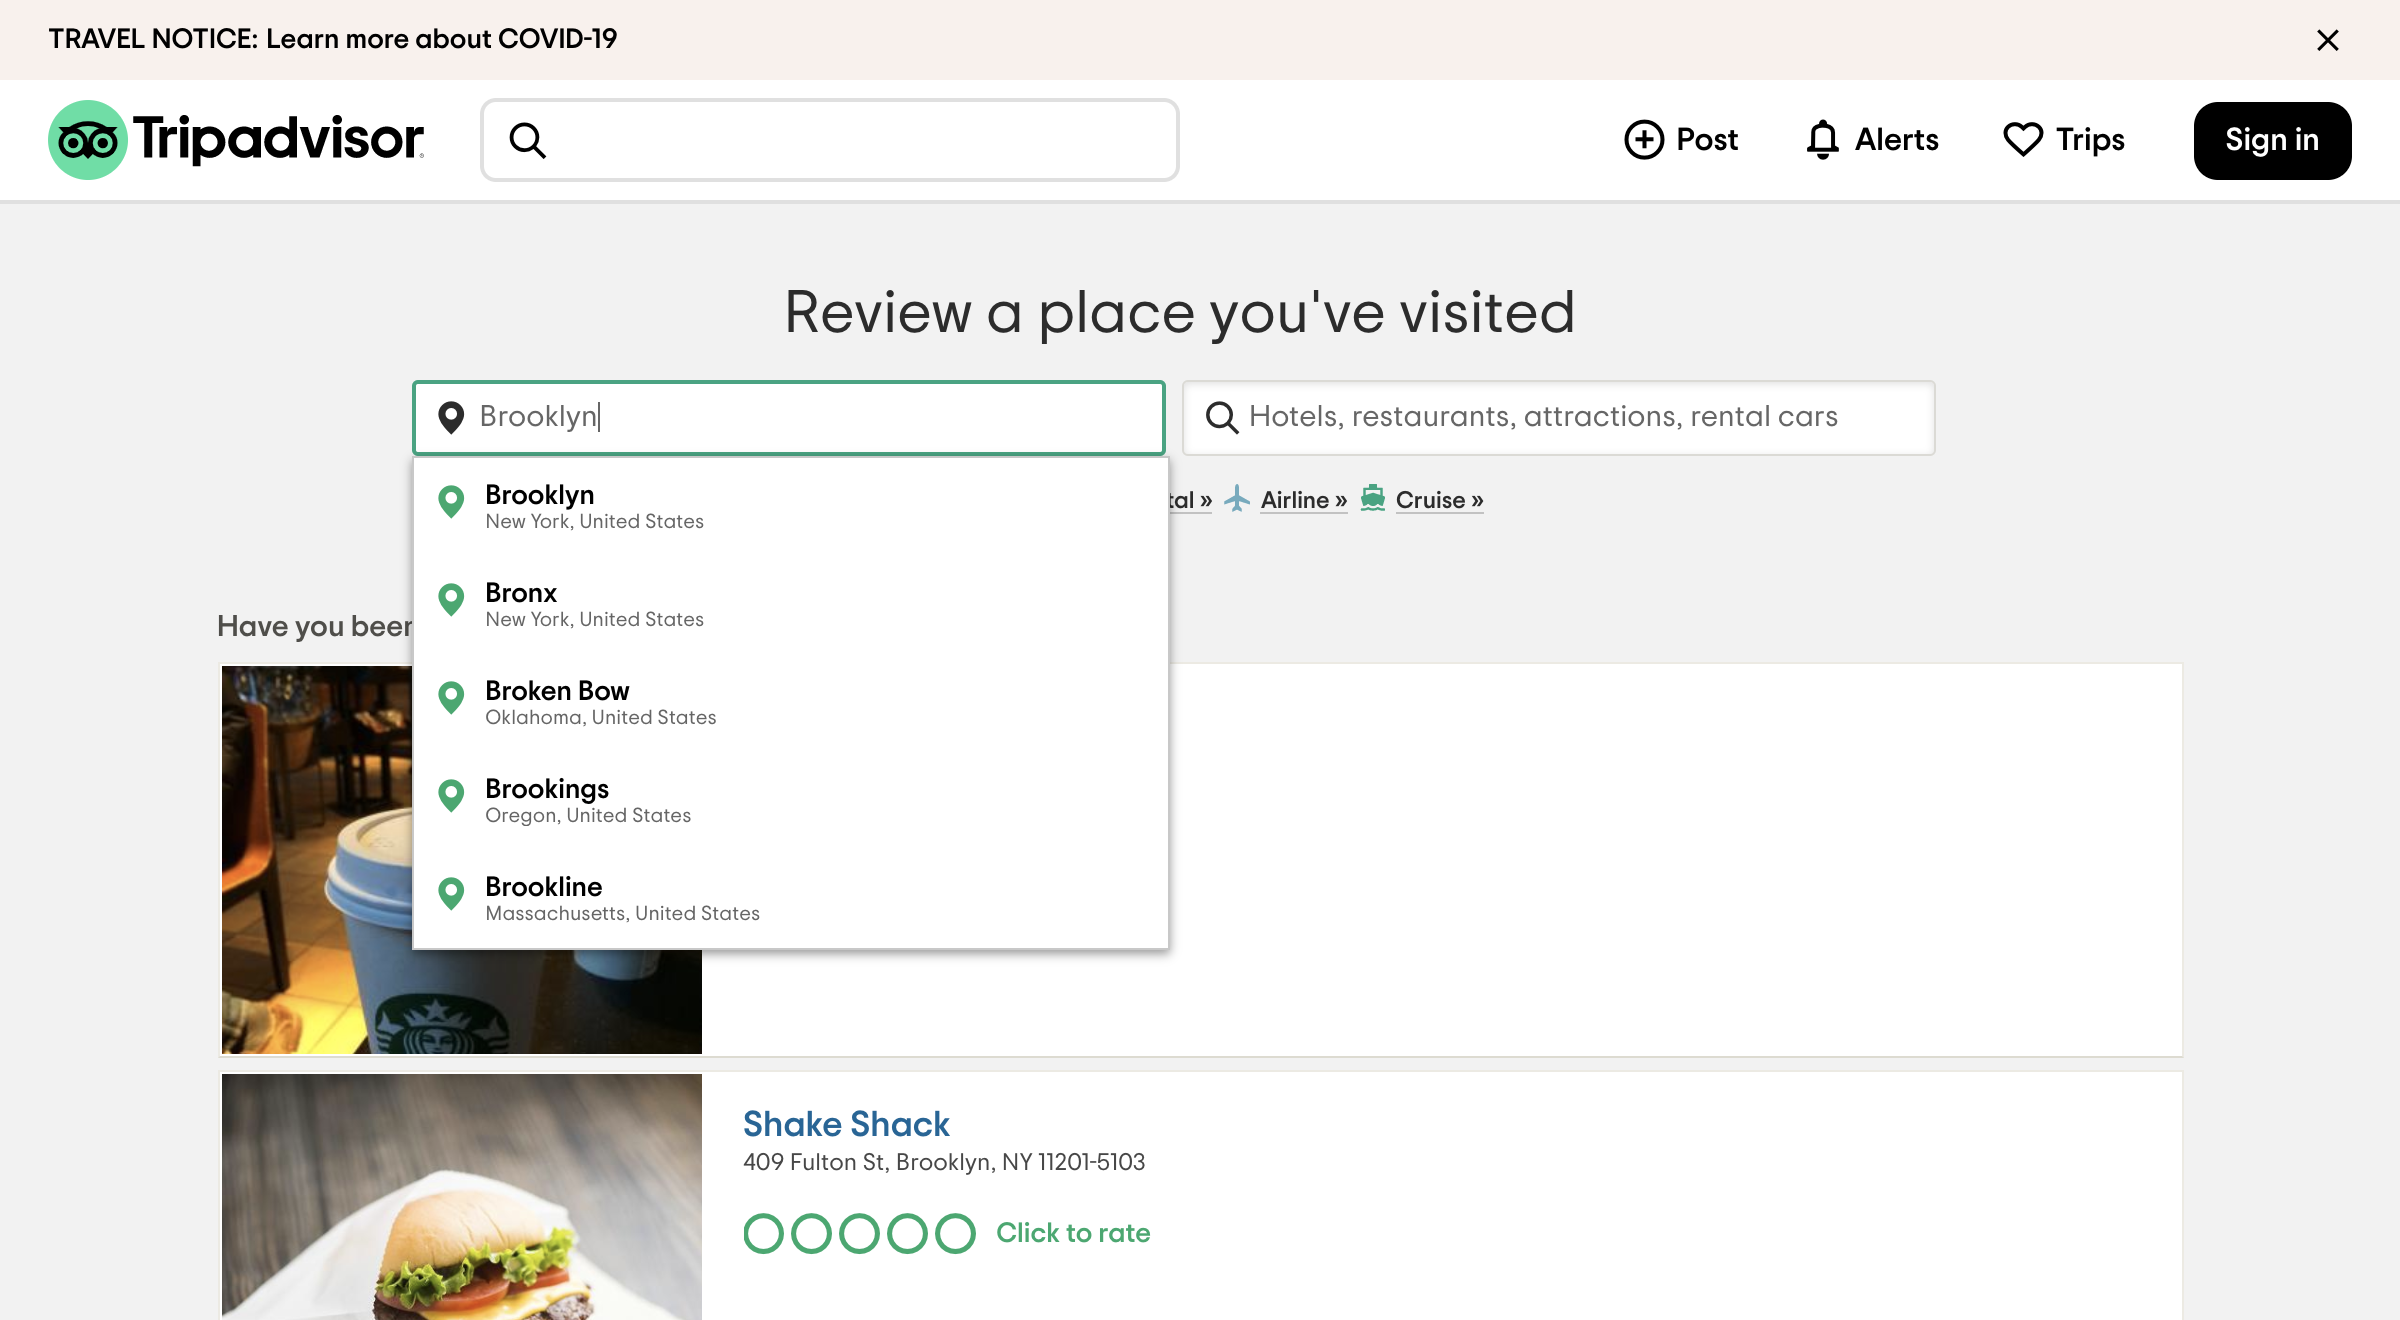 TRAVEL NOTICE: Learn more about COVID-19
Tripadvisor
Post
Alerts
Trips
Sign in
Review a place you've visited
Brooklyn
Hotels, restaurants, attractions, rental cars
Brooklyn
New York, United States
Bronx
New York, United States
Broken Bow
Oklahoma, United States
Brookings
Oregon, United States
Brookline
Massachusetts, United States
tal »
Airline »
Cruise »
Have you
Shake Shack
409 Fulton St, Brooklyn, NY 11201-5103
Click to rate